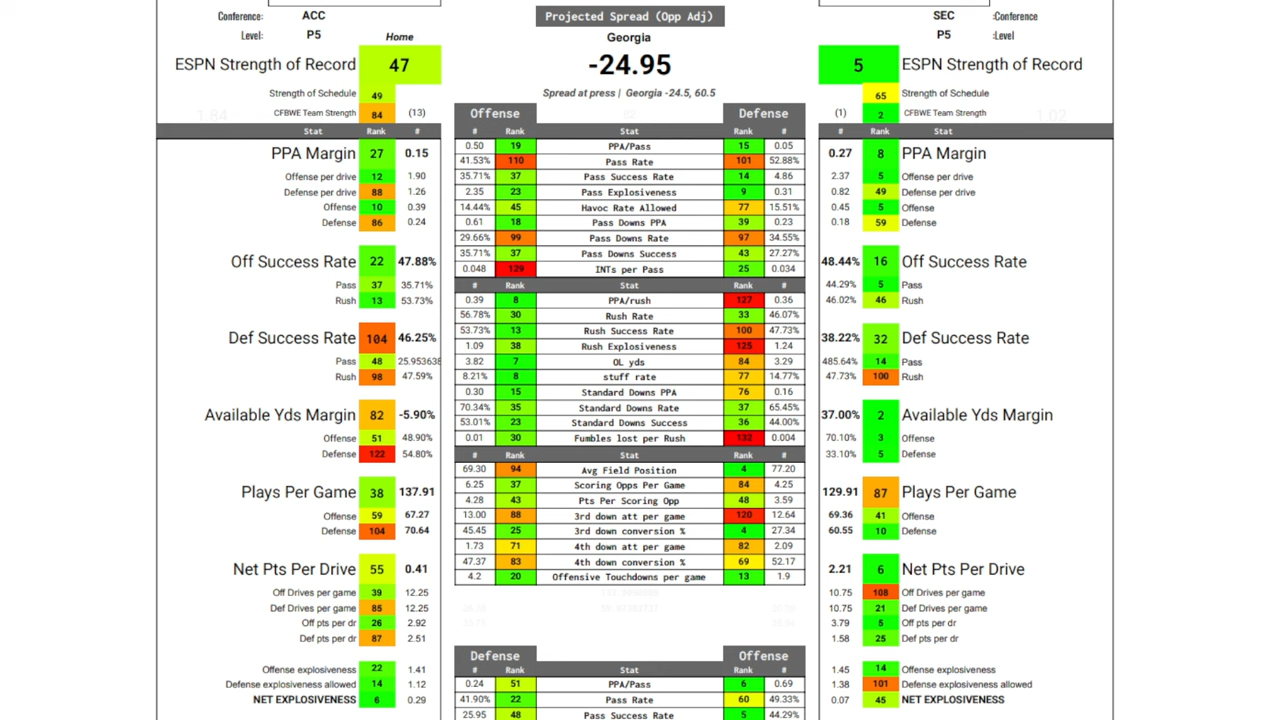 Conference: ACC Projected Spread (Opp Adj) SEC :Conference
Level: P5 Home Georgia P5 :Level
ESPN Strength of Record 47 -24.95 5 ESPN Strength of Record
Strength of Schedule 49 Spread at press | Georgia -24.5, 60.5 65 Strength of Schedule
1.84 CFBWE Team Strength 84 (13) Offense Defense (1) 2 CFBWE Team Strength 1.02
Stat Rank # # Rank Stat Rank # # Rank Stat
PPA Margin 27 0.15 0.50 19 PPA/Pass 15 0.05 0.27 8 PPA Margin
41.53% 110 Pass Rate 101 52.88%
Offense per drive 12 1.90 35.71% 37 Pass Success Rate 14 4.86 2.37 5 Offense per drive
Defense per drive 88 1.26 2.35 23 Pass Explosiveness 9 0.31 0.82 49 Defense per drive
Offense 10 0.39 14.44% 45 Havoc Rate Allowed 77 15.51% 0.45 5 Offense
Defense 86 0.24 0.61 18 Pass Downs PPA 39 0.23 0.18 59 Defense
29.66% 99 Pass Downs Rate 97 34.55%
Off Success Rate 22 47.88% 35.71% 37 Pass Downs Success 43 27.27% 48.44% 16 Off Success Rate
0.048 129 INTs per Pass 25 0.034
Pass 37 35.71% # Rank Stat Rank # 44.29% 5 Pass
Rush 13 53.73% 0.39 8 PPA/rush 127 0.36 46.02% 46 Rush
56.78% 30 Rush Rate 33 46.07%
Def Success Rate 104 46.25% 53.73% 13 Rush Success Rate 100 47.73% 38.22% 32 Def Success Rate
1.09 38 Rush Explosiveness 125 1.24
Pass 48 25.953638 3.82 7 OL yds 84 3.29 485.64% 14 Pass
Rush 98 47.59% 8.21% 8 stuff rate 77 14.77% 47.73% 100 Rush
0.30 15 Standard Downs PPA 76 0.16
Available Yds Margin 82 -5.90% 70.34% 35 Standard Downs Rate 37 65.45% 37.00% 2 Available Yds Margin
53.01% 23 Standard Downs Success 36 44.00%
Offense 51 48.90% 0.01 30 Fumbles lost per Rush 132 0.004 70.10% 3 Offense
Defense 122 54.80% # Rank Stat Rank # 33.10% 5 Defense
69.30 94 Avg Field Position 4 77.20
Plays Per Game 38 137.91 6.25 37 Scoring Opps Per Game 84 4.25 129.91 87 Plays Per Game
4.28 43 Pts Per Scoring Opp 48 3.59
Offense 59 67.27 13.00 88 3rd down att per game 120 12.64 69.36 41 Offense
Defense 104 70.64 45.45 25 3rd down conversion % 4 27.34 60.55 10 Defense
1.73 71 4th down att per game 82 2.09
Net Pts Per Drive 55 0.41 47.37 83 4th down conversion % 69 52.17 2.21 6 Net Pts Per Drive
4.2 20 Offensive Touchdowns per game 13 1.9
Off Drives per game 39 12.25 10.75 108 Off Drives per game
Def Drives per game 85 12.25 10.75 21 Def Drives per game
Off pts per dr 26 2.92 3.79 5 Off pts per dr
Def pts per dr 87 2.51 1.58 25 Def pts per dr
Defense Offense
Offense explosiveness 22 1.41 # Rank Stat Rank # 1.45 14 Offense explosiveness
Defense explosiveness allowed 14 1.12 0.24 51 PPA/Pass 6 0.69 1.38 101 Defense explosiveness allowed
NET EXPLOSIVENESS 6 0.29 41.90% 22 Pass Rate 60 49.33% 0.07 45 NET EXPLOSIVENESS
25.95 48 Pass Success Rate 5 44.29%